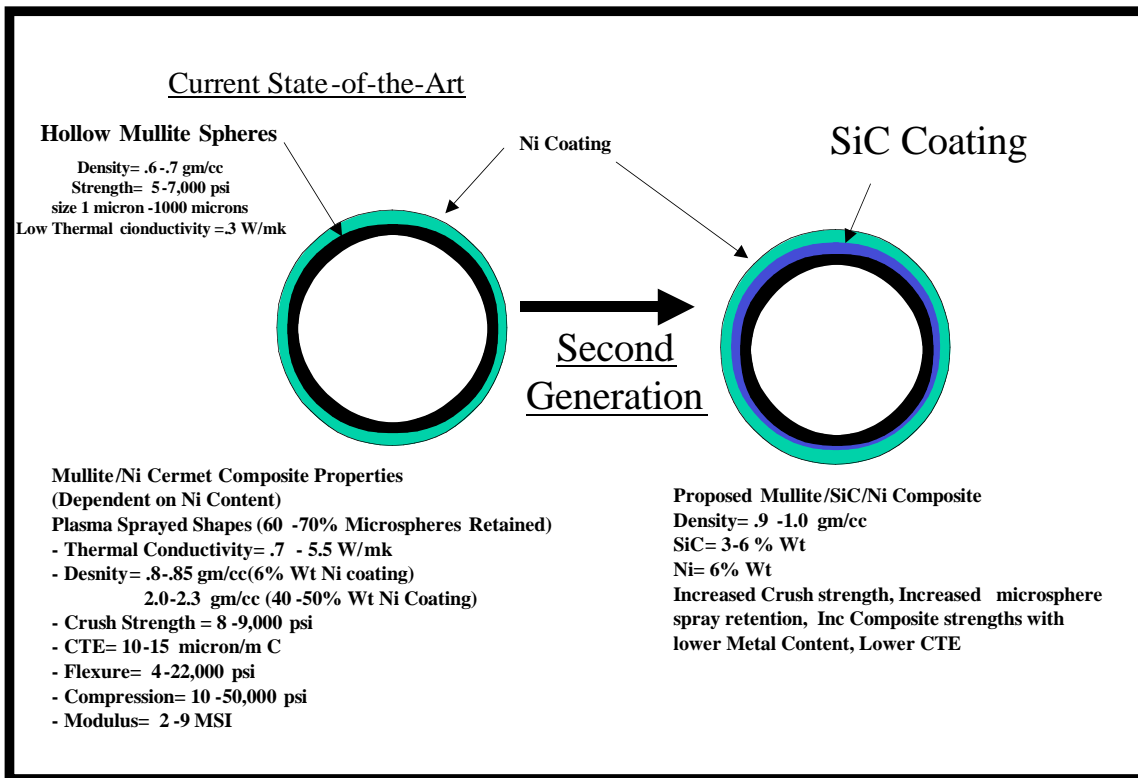 Current State-of-the-Art
Hollow Mullite Spheres
Density= .6-.7 gm/cc
Strength= 5-7,000 psi
size 1 micron -1000 microns
Low Thermal cionductivity =.3 W/mk
Ni Coating
SiC Coating
Second
Generation
Mullite/Ni Cermet Composite Properties
(Dependent on Ni Content)
Plasma Sprayed Shapes (60 -70% Microspheres Retained)
- Thermal Conductivity= .7 - 5.5 W/mk
- Desnity= .8-.85 gm/cc(6% Wt Ni coating)
2.0-2.3 gm/cc (40 -50% Wt Ni Coating)
- Crush Strength = 8 -9,000 psi
- CTE= 10-15 micron/m C
- Flexure= 4-22,000 psi
- Compression= 10 -50,000 psi
- Modulus= 2 -9 MSI
Proposed Mullite/SiC/Ni Composite
Density= .9 -1.0 gm/cc
SiC= 3-6 % Wt
Ni= 6% Wt
Increased Crush strength, Increased microsphere
spray retention, Inc Composite strengths with
lower Metal Content, Lower CTE